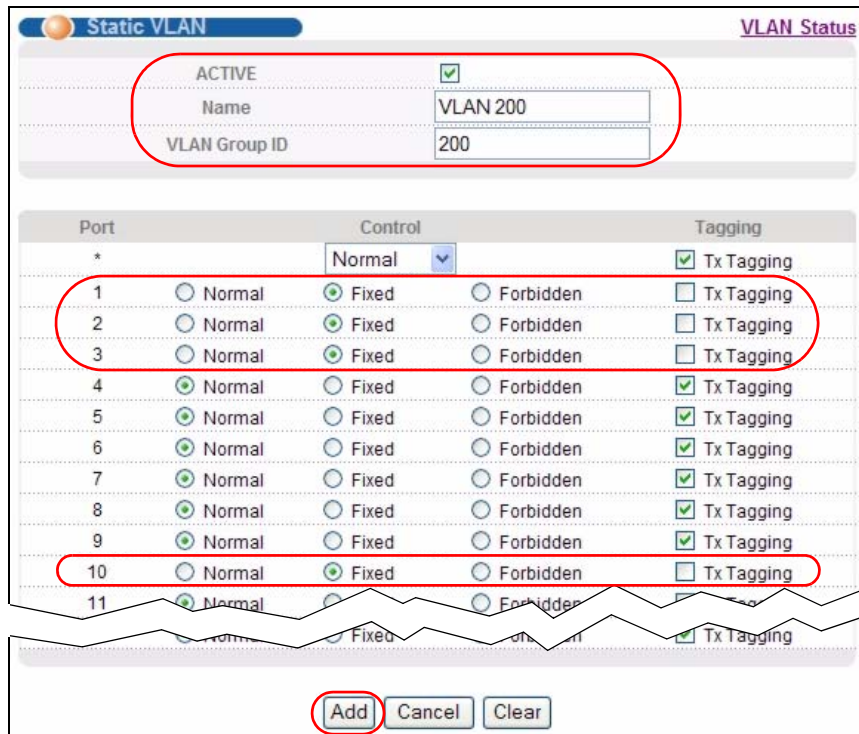 Static VLAN VLAN Status
ACTIVE
Name VLAN 200
VLAN Group ID 200
Port Control Tagging
* Normal Tx Tagging
1 Normal Fixed Forbidden Tx Tagging
2 Normal Fixed Forbidden Tx Tagging
3 Normal Fixed Forbidden Tx Tagging
4 Normal Fixed Forbidden Tx Tagging
5 Normal Fixed Forbidden Tx Tagging
6 Normal Fixed Forbidden Tx Tagging
7 Normal Fixed Forbidden Tx Tagging
8 Normal Fixed Forbidden Tx Tagging
9 Normal Fixed Forbidden Tx Tagging
10 Normal Fixed Forbidden Tx Tagging
11 Normal Forbidden
Normal Fixed Tx Tagging
Add Cancel Clear